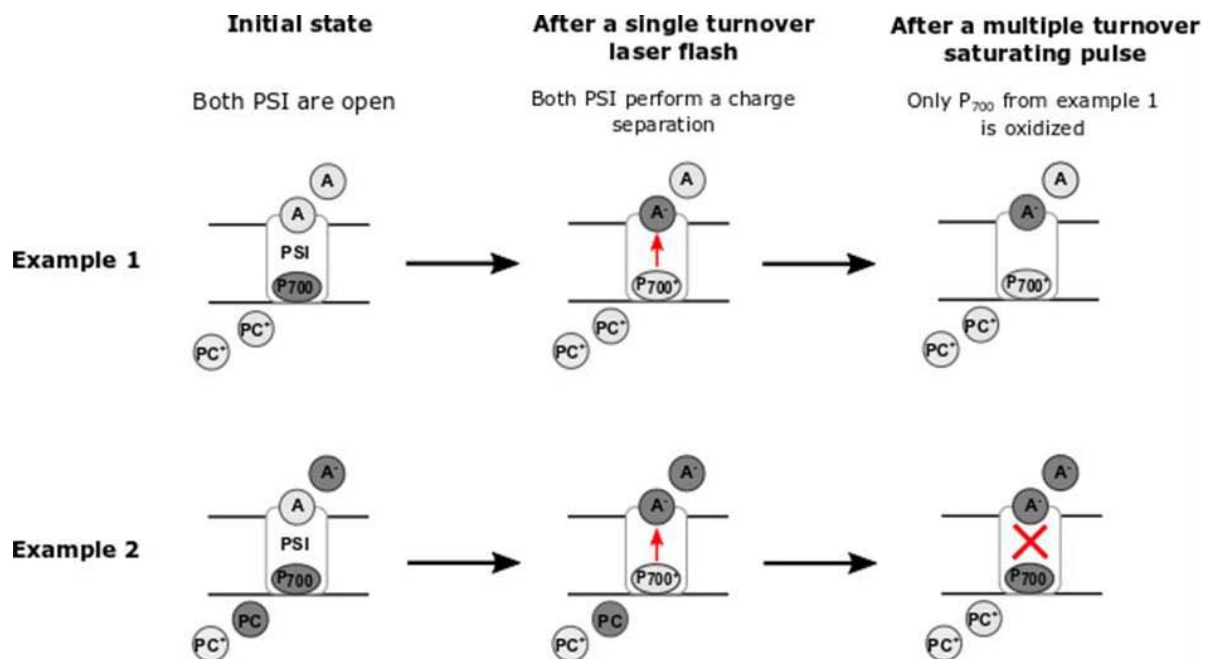 Initial state
After a single turnover
laser flash
After a multiple turnover
saturating pulse
Both PSI are open
Both PSI perform a charge
separation
Only P₇₀₀ from example 1
is oxidized
Example 1
A
A
PSI
P700
PC⁺
PC⁺
A
A⁻
P700⁺
PC⁺
PC⁺
A
A⁻
P700⁺
PC⁺
PC⁺
Example 2
A⁻
A
PSI
P700
PC
PC⁺
A⁻
A⁻
P700⁺
PC
PC⁺
A⁻
A⁻
P700
PC⁺
PC⁺